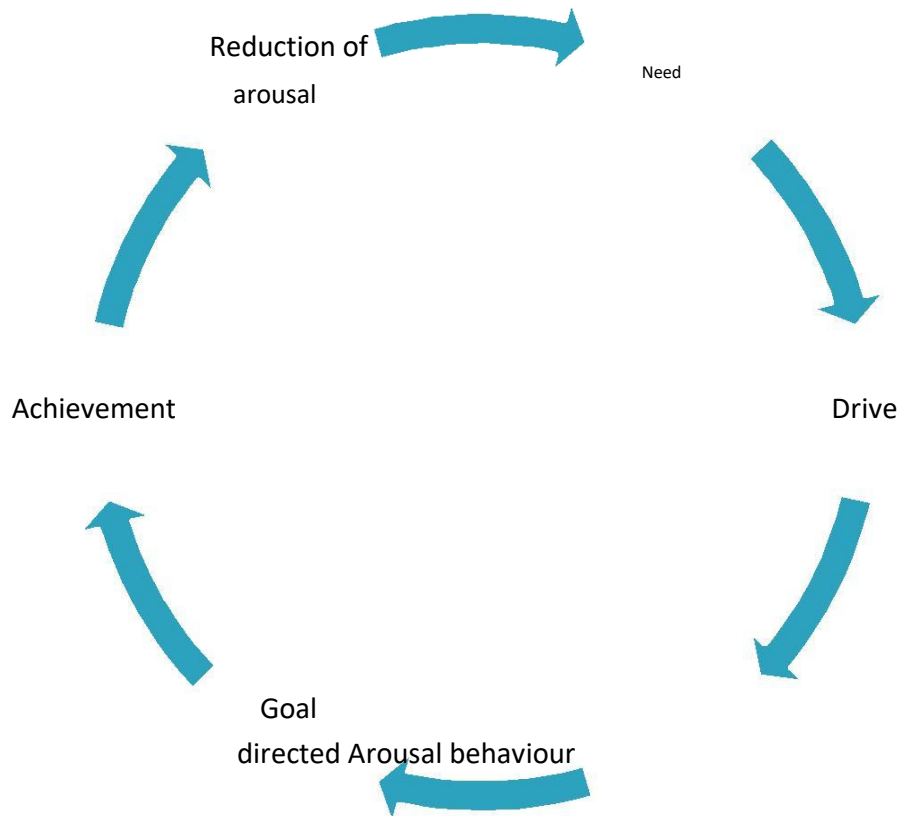 Reduction of
arousal
Need
Achievement
Drive
Goal
directed Arousal behaviour